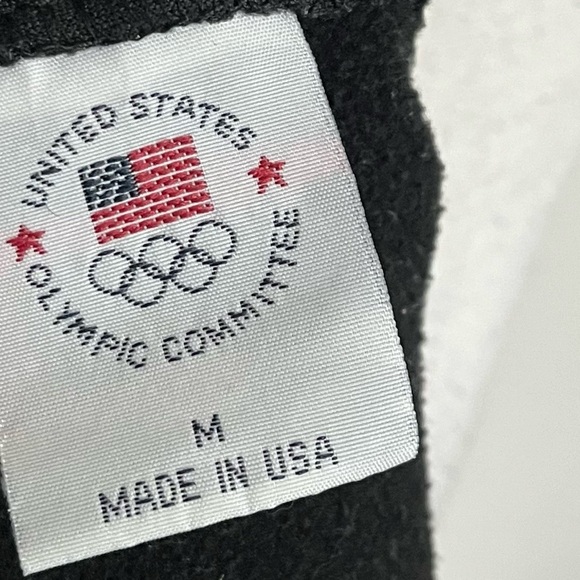 UNITED STATES
OLYMPIC COMMITTEE
M
MADE IN USA